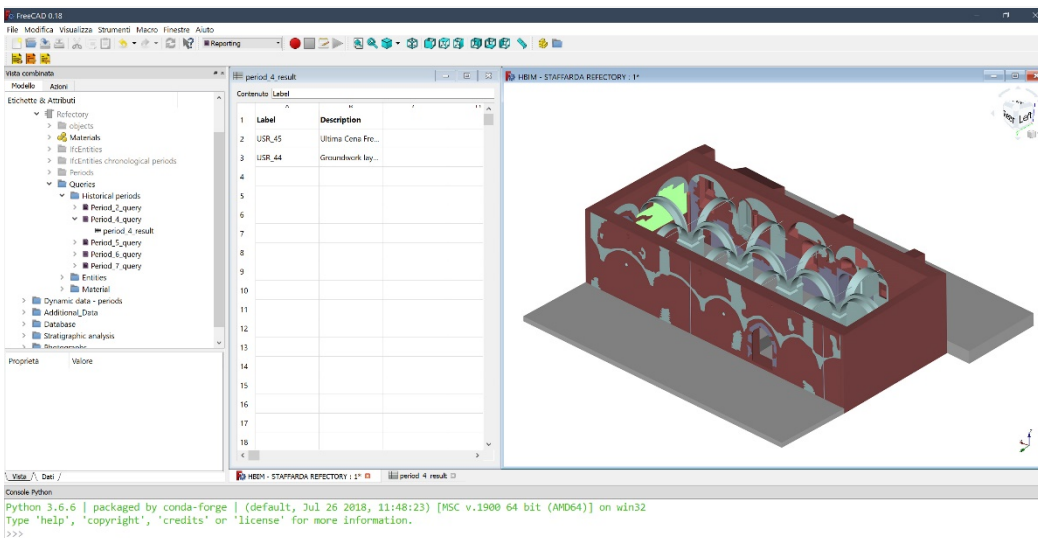 FreeCAD 0.18
File Modifica Visualizza Strumenti Macro Finestre Aiuto
Reporting
Vista combinata
Modello Azioni
Etichette & Attributi
Refectory
objects
Materials
IfcEntities
IfcEntities chronological periods
Periods
Queries
Historical periods
Period_2_query
Period_4_query
period_4_result
Period_5_query
Period_6_query
Period_7_query
Entities
Material
Dynamic data - periods
Additional_Data
Database
Stratigraphic analysis
Photographs
Proprietà Valore
Vista Dati
period_4_result
Contenuto Label
1 Label Description
2 USR_45 Ultima Cena Fre...
3 USR_44 Groundwork lay...
4
5
6
7
8
9
10
11
12
13
14
15
16
17
18
HBIM - STAFFARDA REFECTORY : 1*
Left
HBIM - STAFFARDA REFECTORY : 1* period_4_result
Console Python
Python 3.6.6 | packaged by conda-forge | (default, Jul 26 2018, 11:48:23) [MSC v.1900 64 bit (AMD64)] on win32
Type 'help', 'copyright', 'credits' or 'license' for more information.
>>>